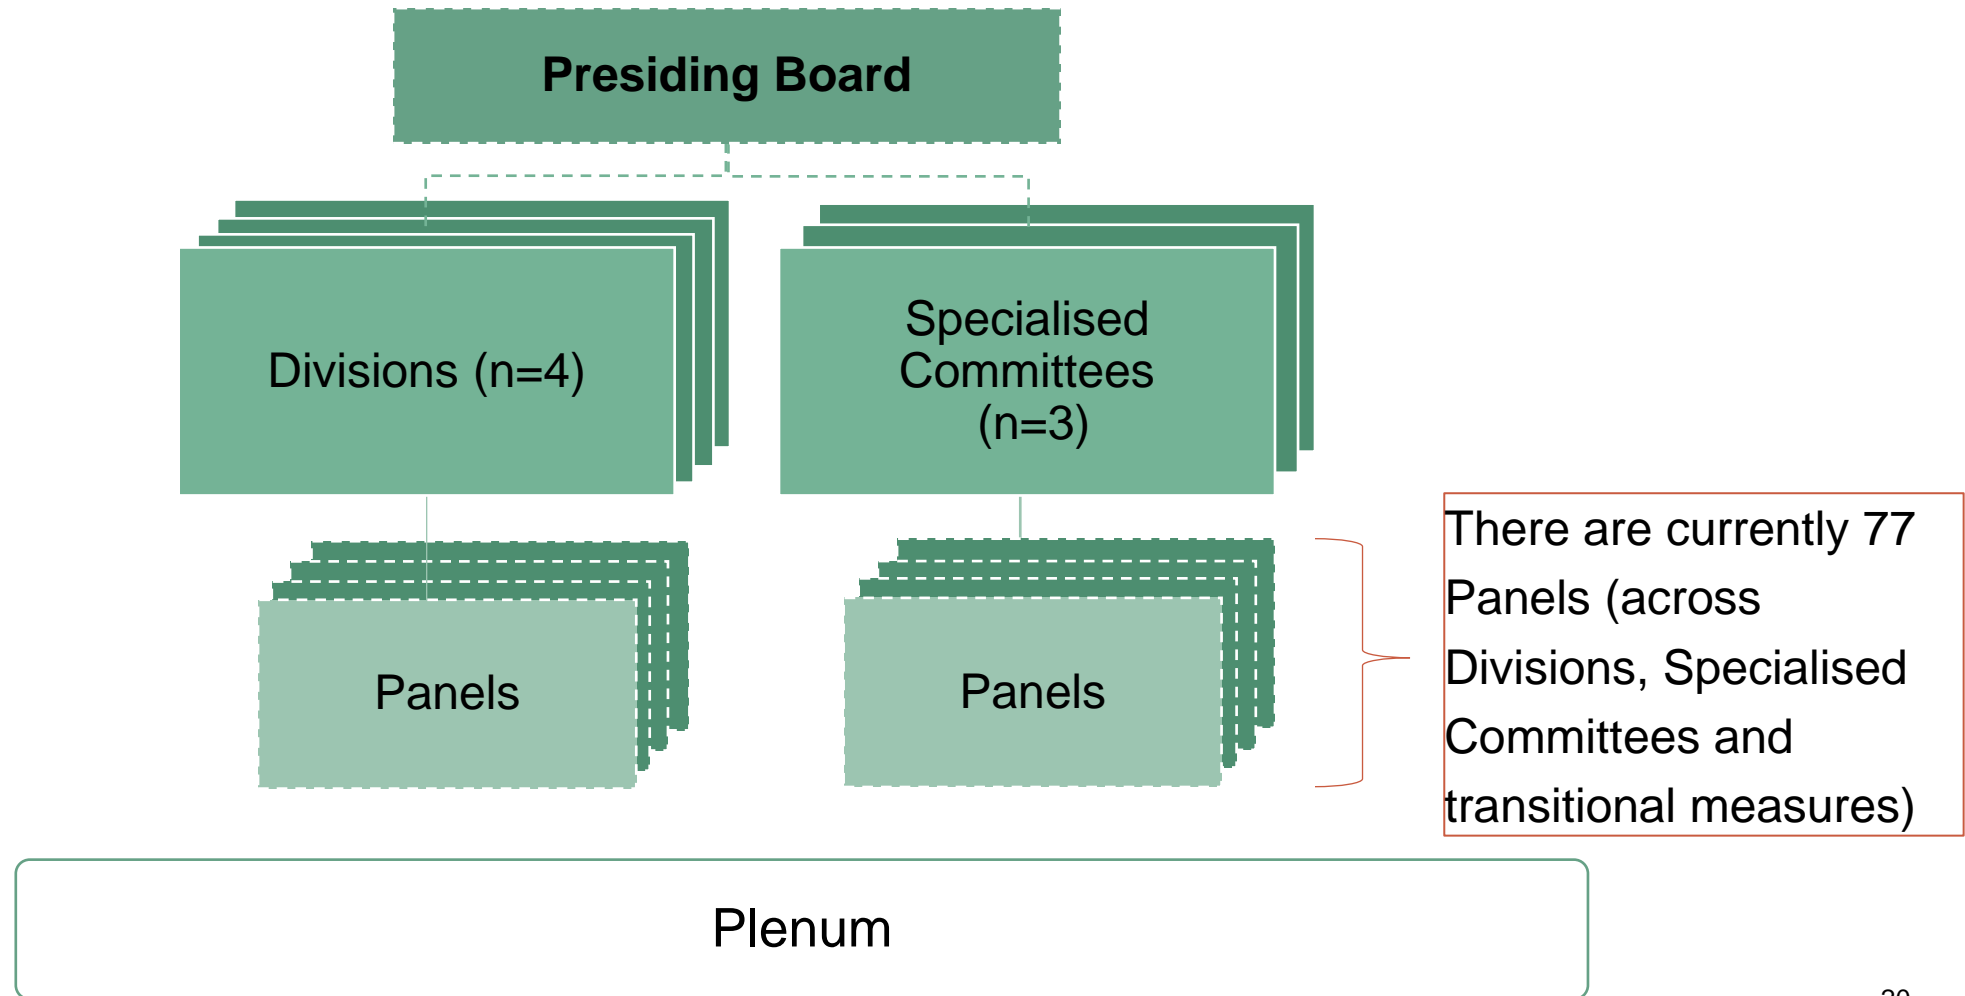 Presiding Board
Divisions (n=4)
Specialised
Committees
(n=3)
Panels
Panels
There are currently 77
Panels (across
Divisions, Specialised
Committees and
transitional measures)
Plenum